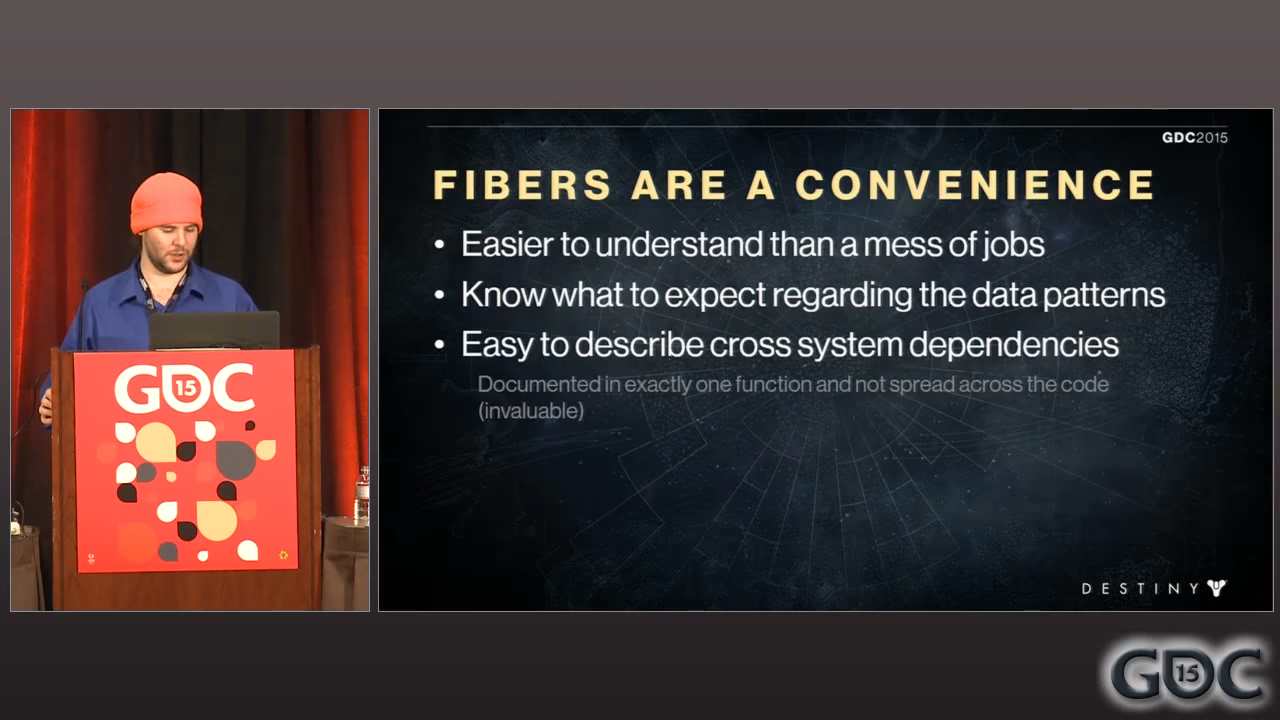 GDC2015
FIBERS ARE A CONVENIENCE
• Easier to understand than a mess of jobs
• Know what to expect regarding the data patterns
• Easy to describe cross system dependencies
Documented in exactly one function and not spread across the code
(invaluable)
DESTINY
GDC 15
GDC 15